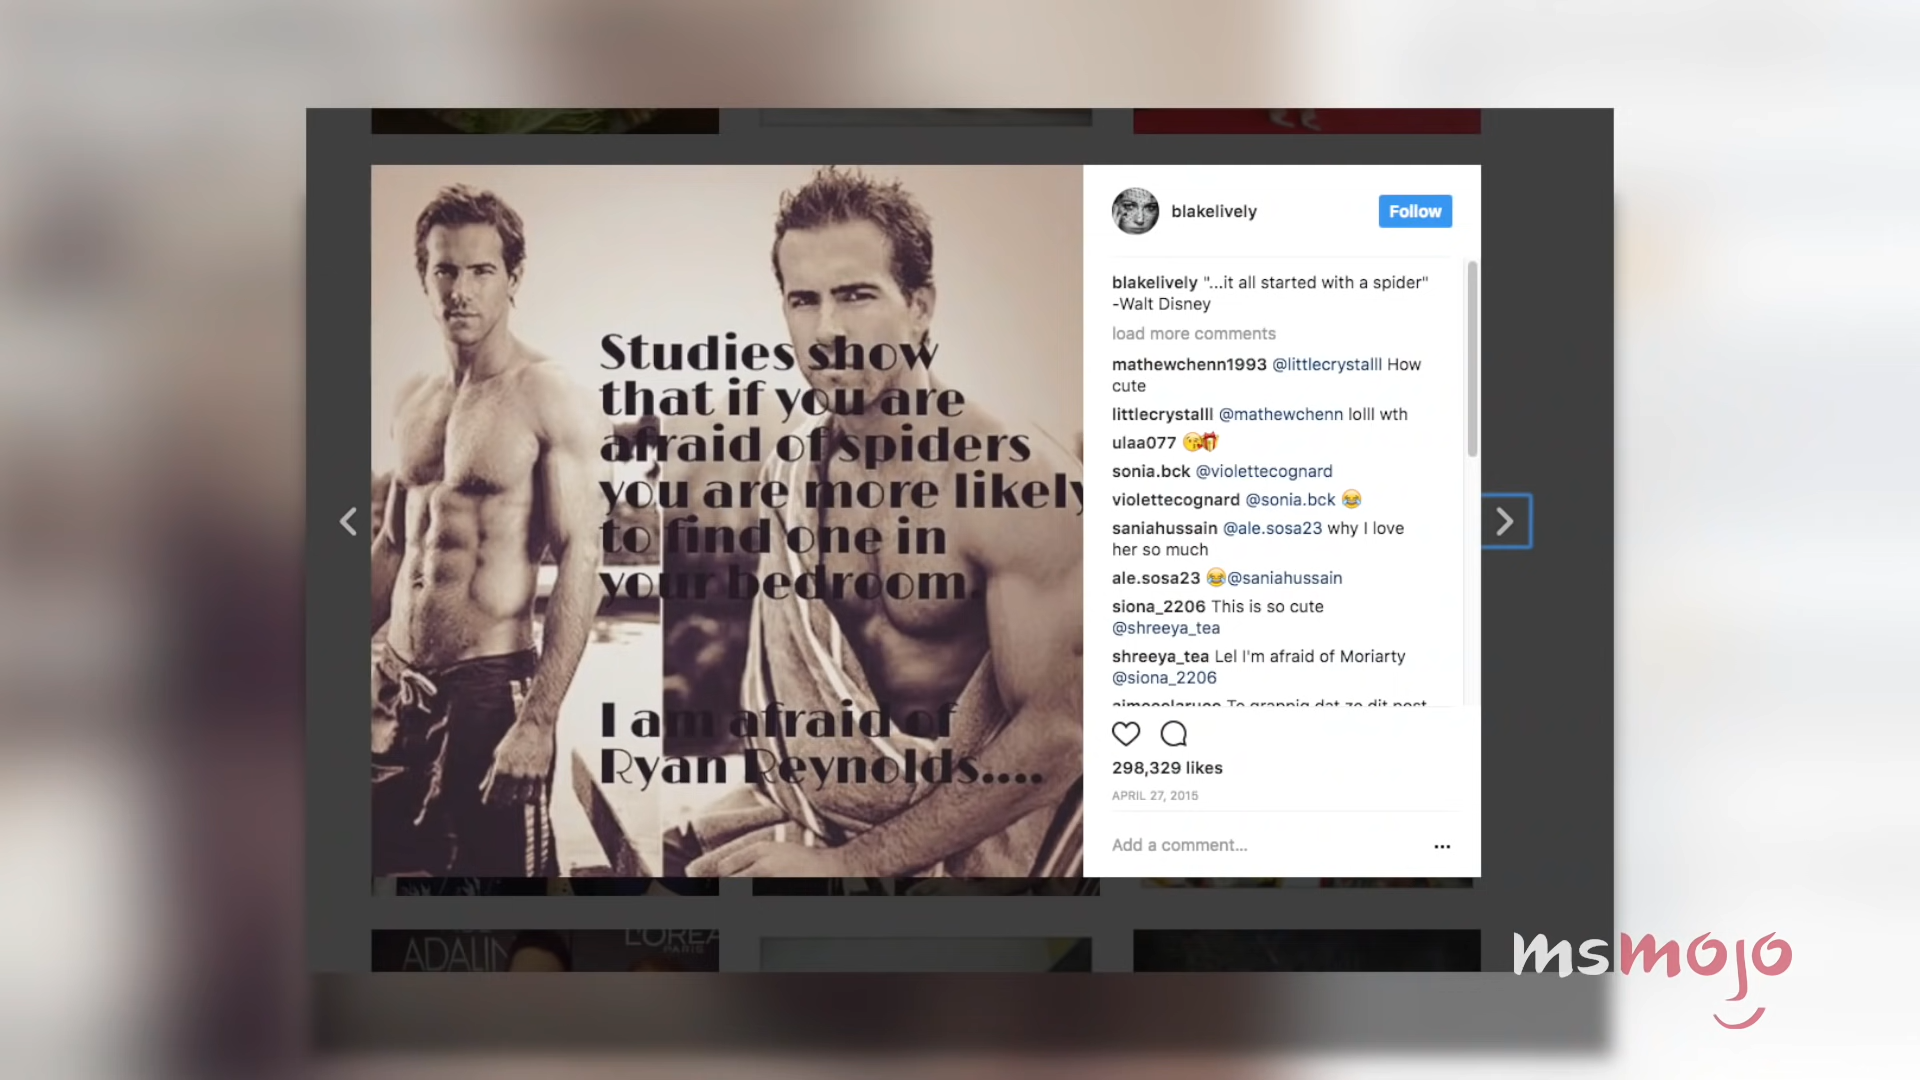 Studies show
that if you are
afraid of spiders
you are more likely
to find one in
your bedroom.
I am afraid of
Ryan Reynolds....
blakelively
Follow
blakelively "...it all started with a spider"
-Walt Disney
load more comments
mathewchenn1993 @littlecrystalll How
cute
littlecrystalll @mathewchenn lolll wth
ulaa077 😘🎁
sonia.bck @violettecognard
violettecognard @sonia.bck 😂
saniahussain @ale.sosa23 why I love
her so much
ale.sosa23 😂@saniahussain
siona_2206 This is so cute
@shreeya_tea
shreeya_tea Lel I'm afraid of Moriarty
@siona_2206
298,329 likes
APRIL 27, 2015
Add a comment...
ADALIN
L'ORÉA
PARIS
msmojo